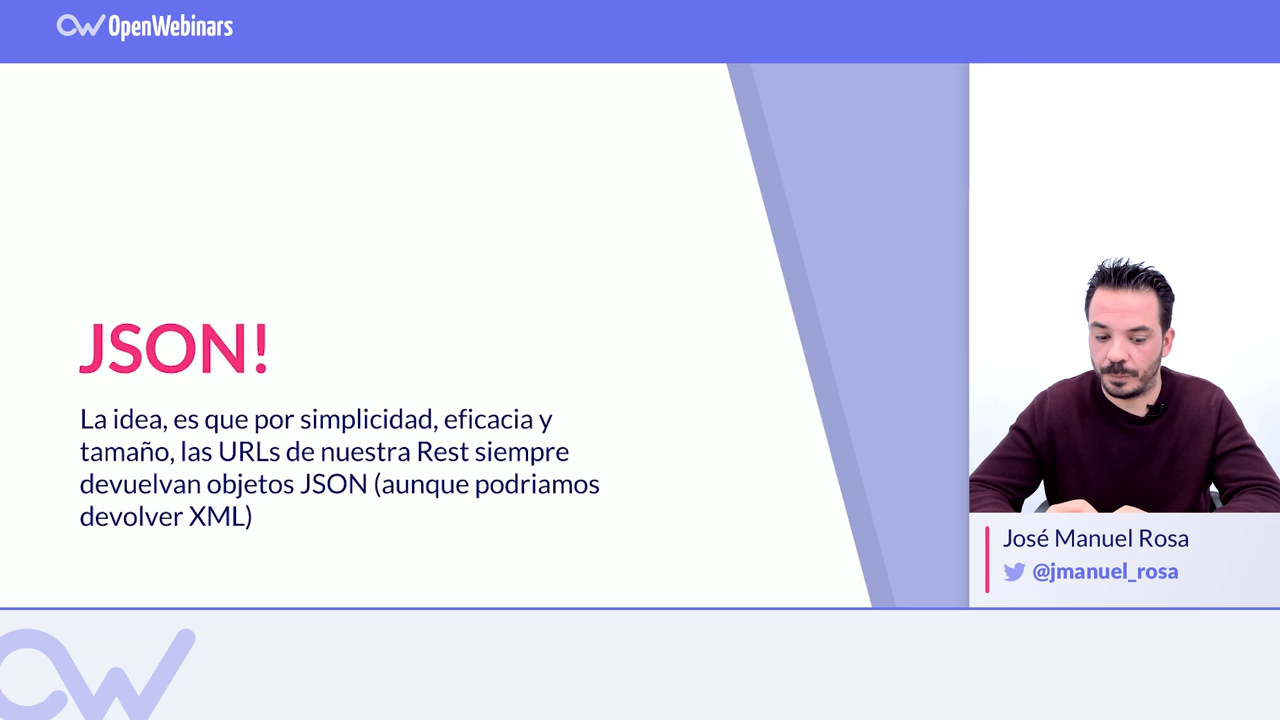 OpenWebinars
JSON!
La idea, es que por simplicidad, eficacia y
tamaño, las URLs de nuestra Rest siempre
devuelvan objetos JSON (aunque podriamos
devolver XML)
José Manuel Rosa
@jmanuel_rosa